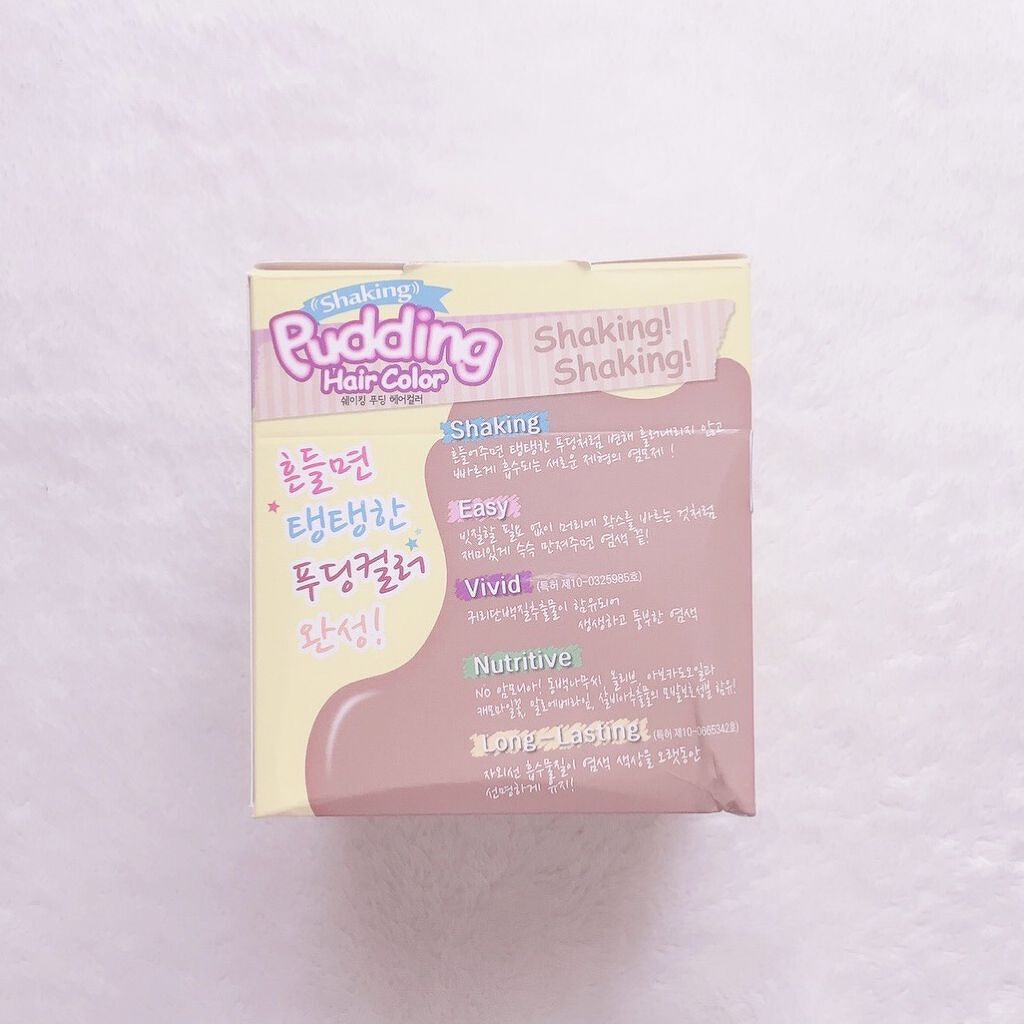 Shaking
Pudding
Hair Color
쉐이킹 푸딩 헤어컬러
Shaking!
Shaking!
흔들면
탱탱한
푸딩컬러
완성!
Shaking
흔들어주면 탱탱한 푸딩처럼 변해 흘러내리지 않고
빠르게 흡수되는 새로운 제형의 염모제!
Easy
빗질할 필요 없이 머리에 왁스를 바르는 것처럼
재미있게 슥슥 만져주면 염색 끝!
Vivid (특허 제10-0325985호)
귀리단백질추출물이 함유되어
생생하고 풍부한 염색
Nutritive
NO 암모니아! 동백나무씨, 올리브, 아보카도오일과
캐모마일꽃, 알로에베라잎, 살비아추출물의 모발보호성분 함유!
Long-Lasting (특허 제10-0665342호)
자외선 흡수물질이 염색 색상을 오랫동안
선명하게 유지!